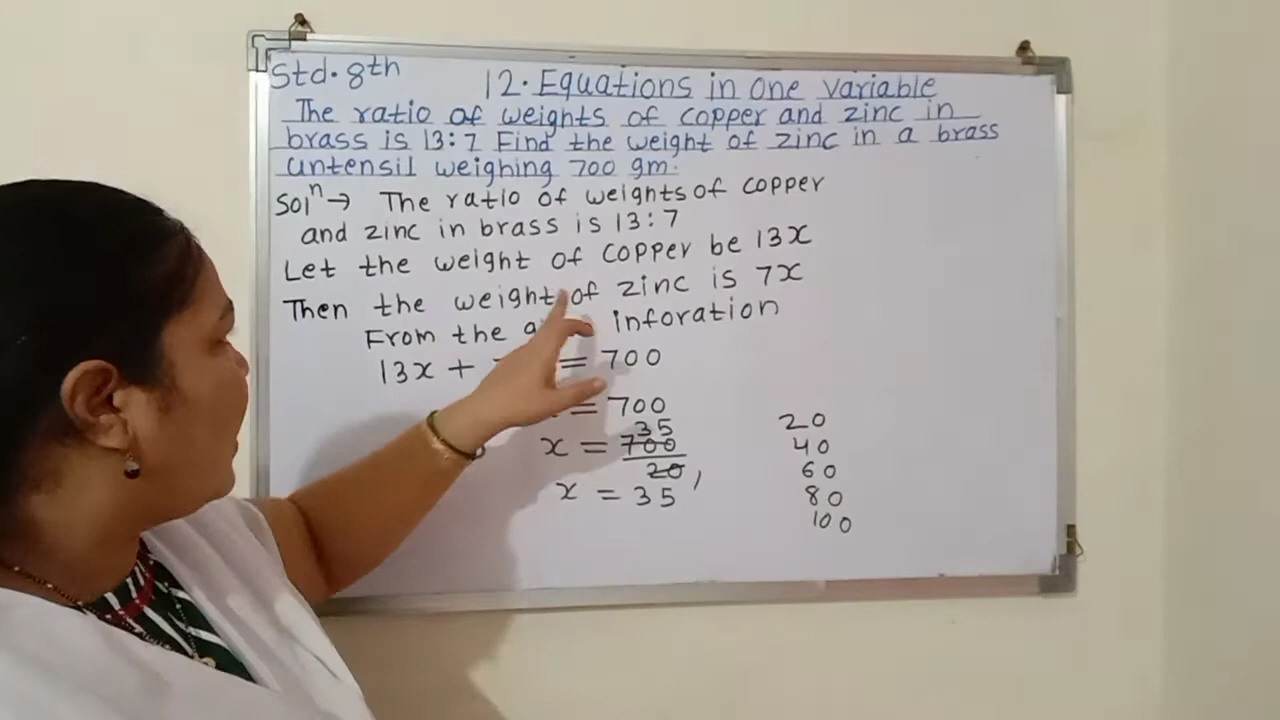 Std. 8th
12. Equations in one variable
The ratio of weights of copper and zinc in
brass is 13:7 Find the weight of zinc in a brass
untensil weighing 700 gm.
Solⁿ → The ratio of weights of copper
and zinc in brass is 13:7
Let the weight of copper be 13x
Then the weight of zinc is 7x
From the inforation
13x + = 700
= 700
35
x = 700
20
x = 35
20
40
60
80
100